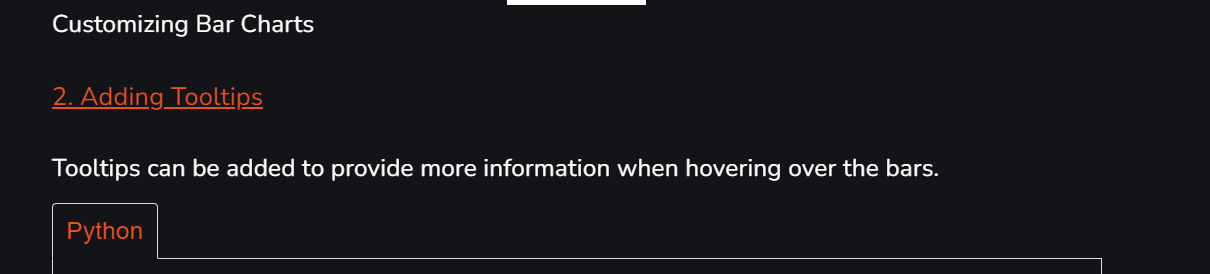 Customizing Bar Charts
2. Adding Tooltips
Tooltips can be added to provide more information when hovering over the bars.
Python